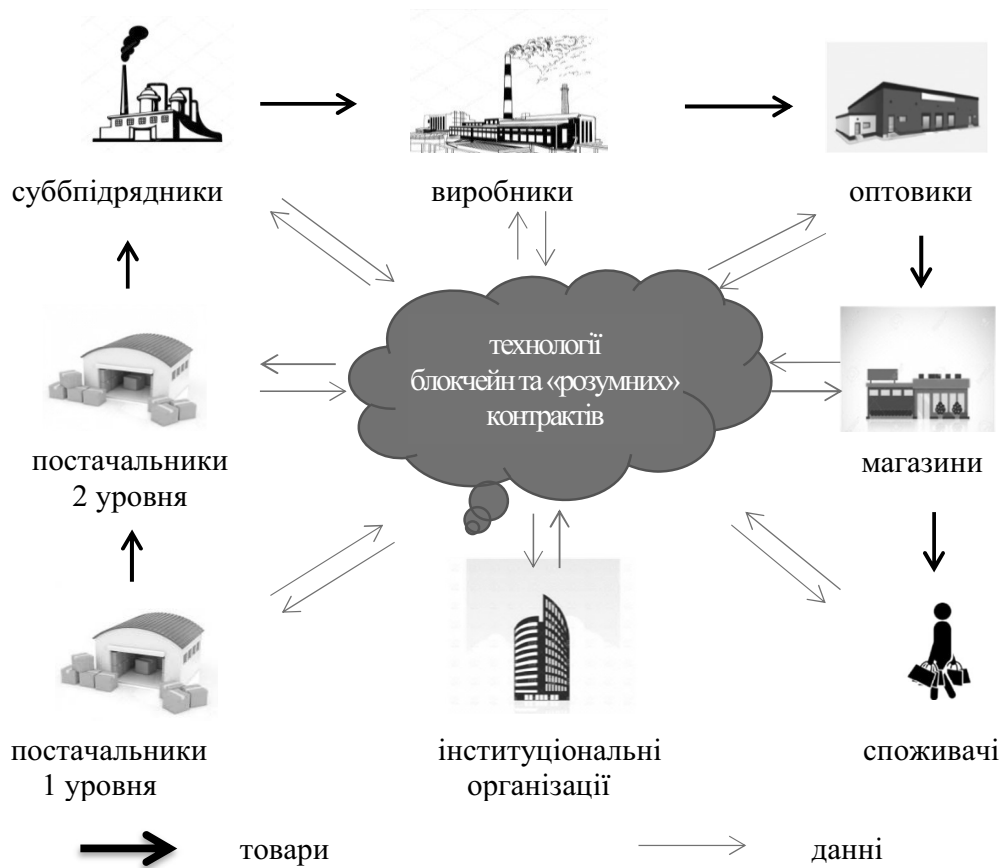 суббпідрядники
виробники
оптовики
технології
блокчейн та «розумних»
контрактів
постачальники
2 уровня
магазини
постачальники
1 уровня
інституціональні
організації
споживачі
товари
данні